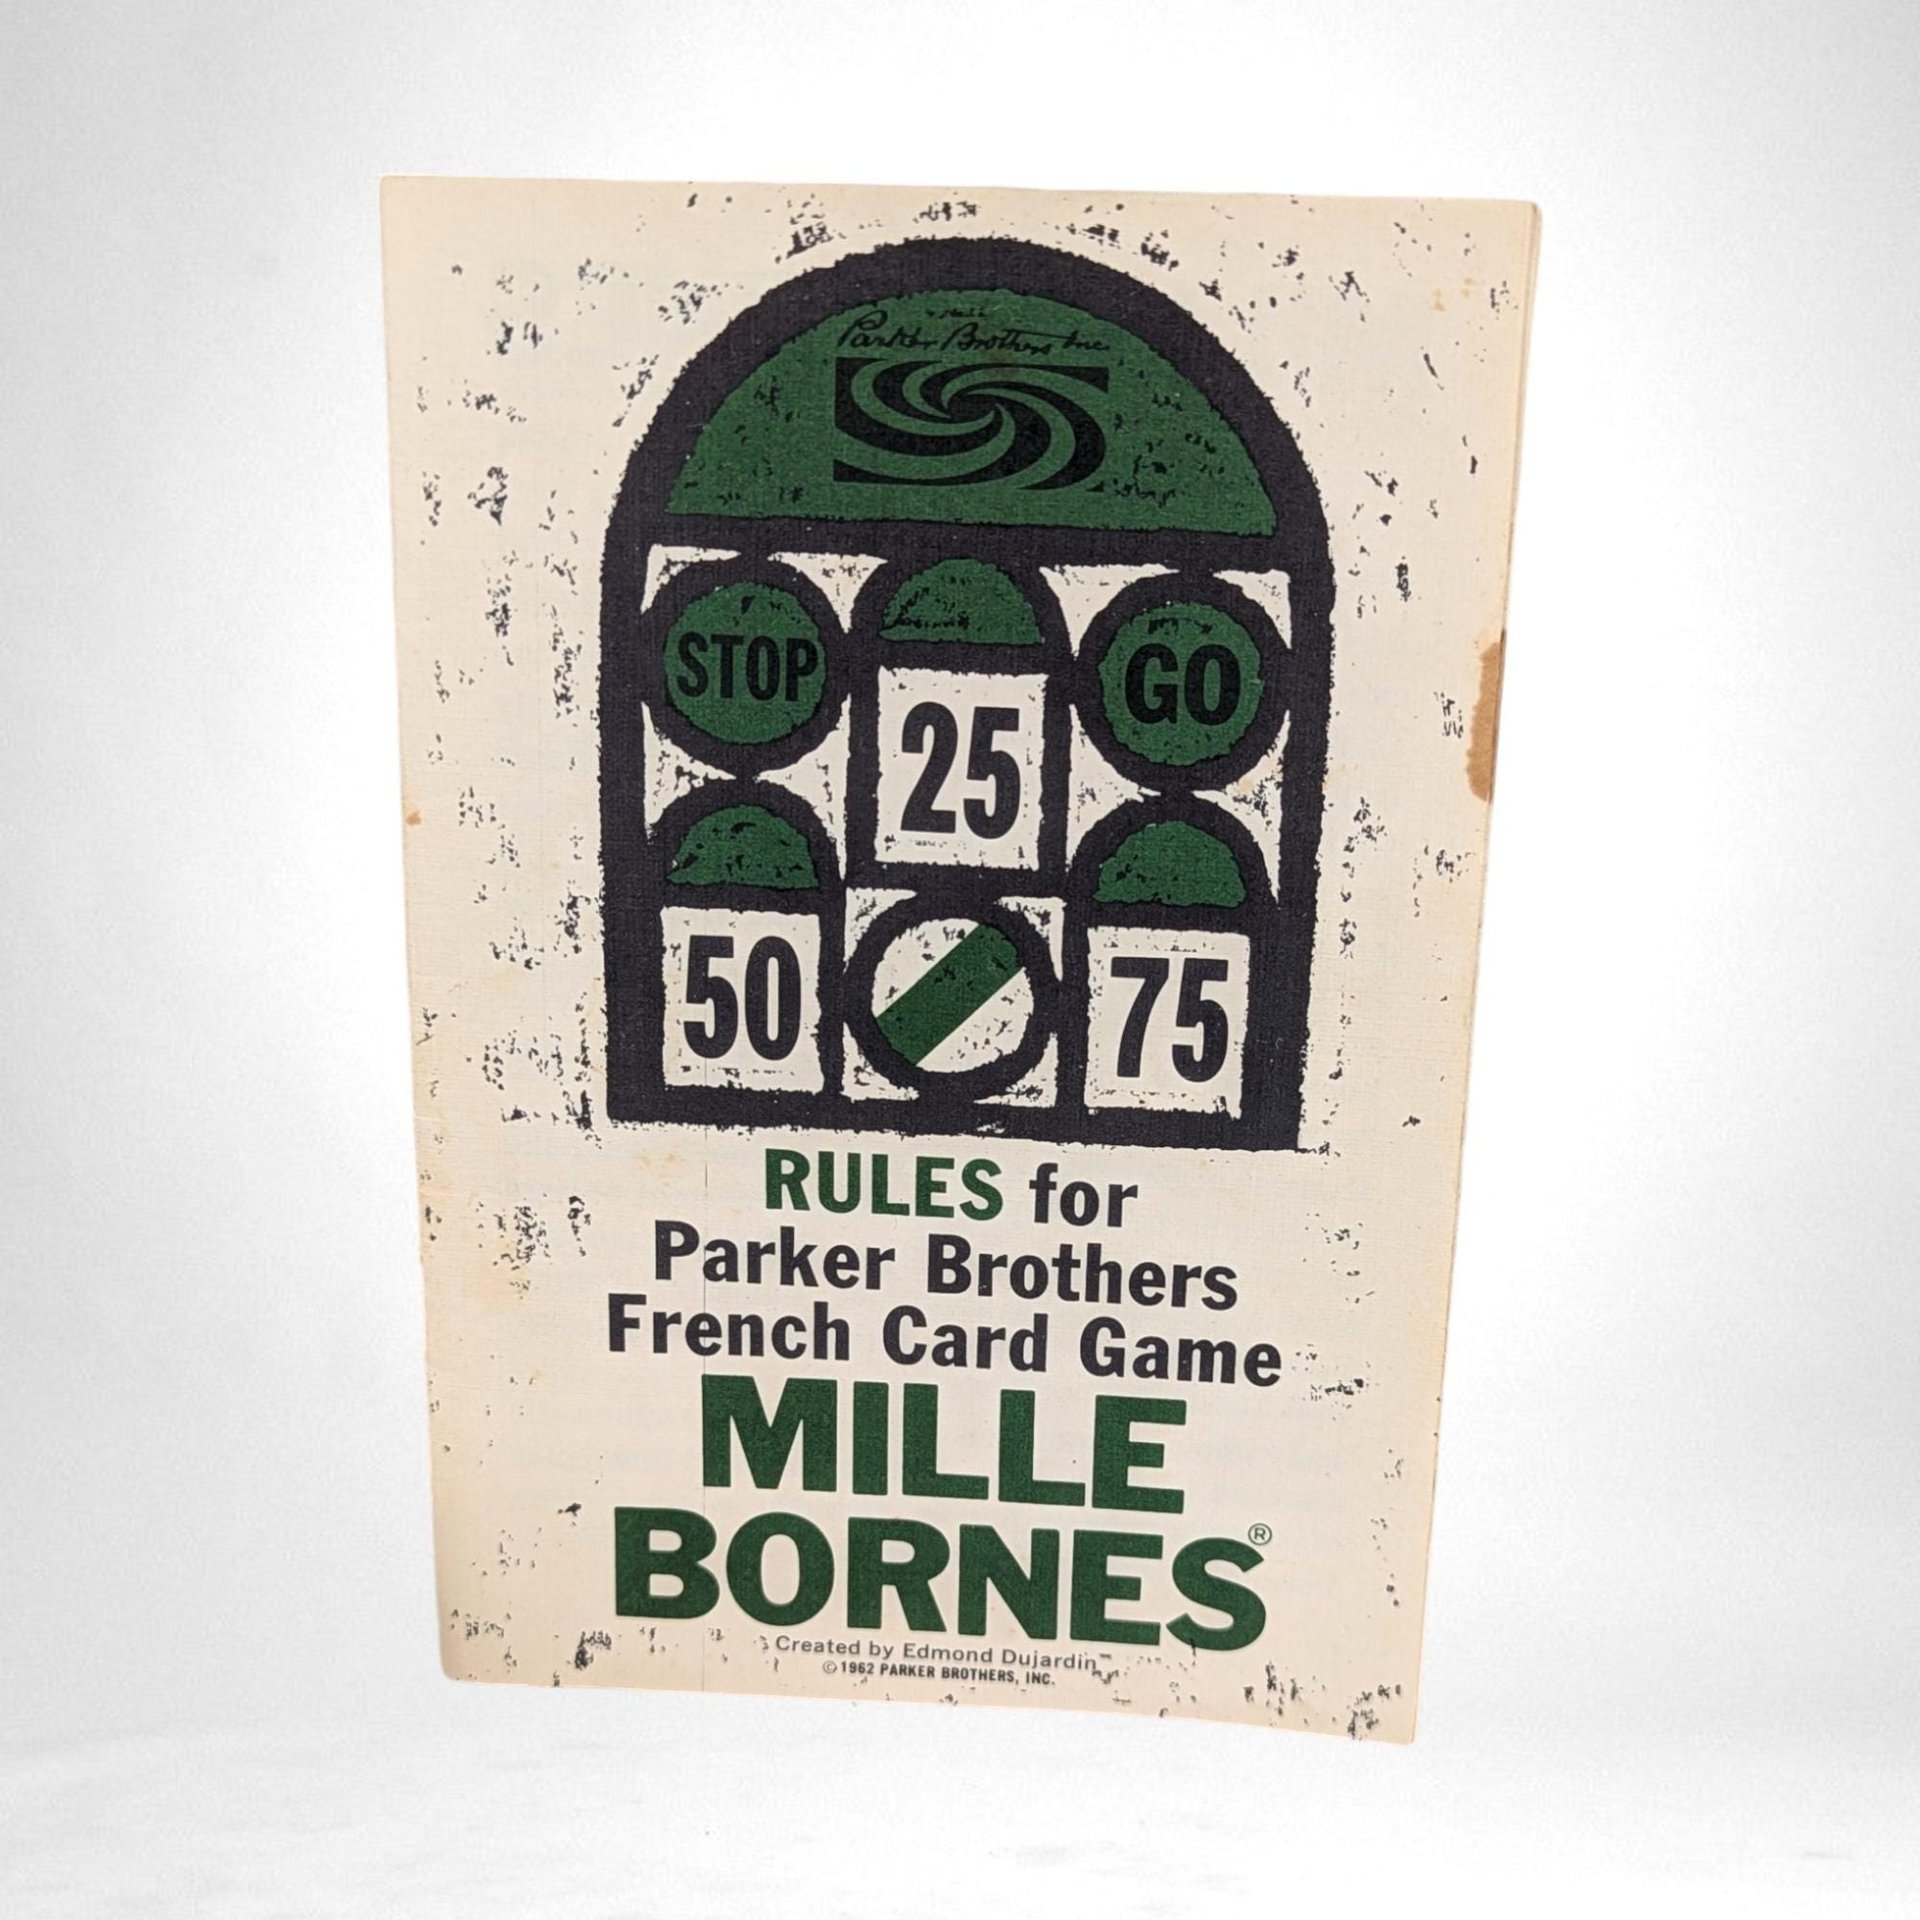 Parker Brothers Inc.
STOP
25
GO
50
75
RULES for
Parker Brothers
French Card Game
MILLE
BORNES®
Created by Edmond Dujardin
©1962 PARKER BROTHERS, INC.